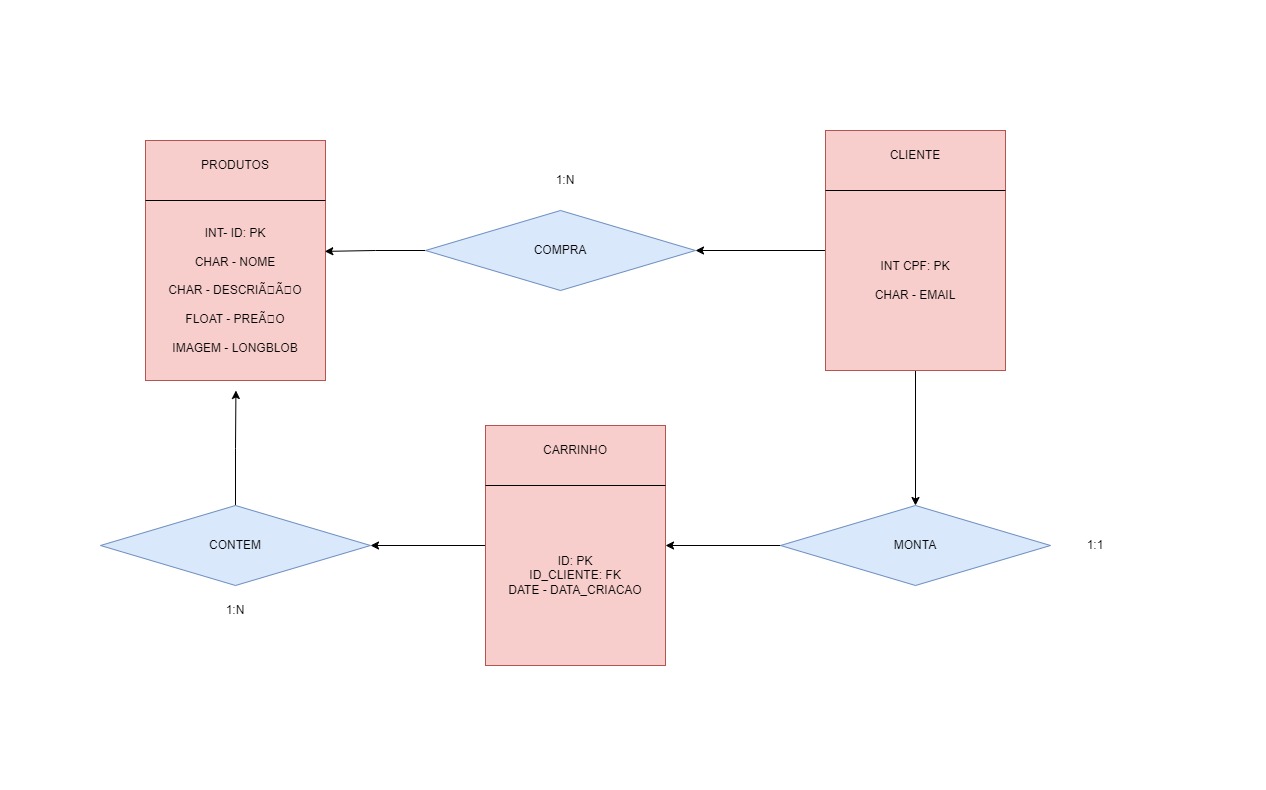 PRODUTOS
INT- ID: PK
CHAR - NOME
CHAR - DESCRIÃ□Ã□O
FLOAT - PREÃ□O
IMAGEM - LONGBLOB
1:N
COMPRA
CLIENTE
INT CPF: PK
CHAR - EMAIL
CARRINHO
ID: PK
ID_CLIENTE: FK
DATE - DATA_CRIACAO
CONTEM
1:N
MONTA
1:1